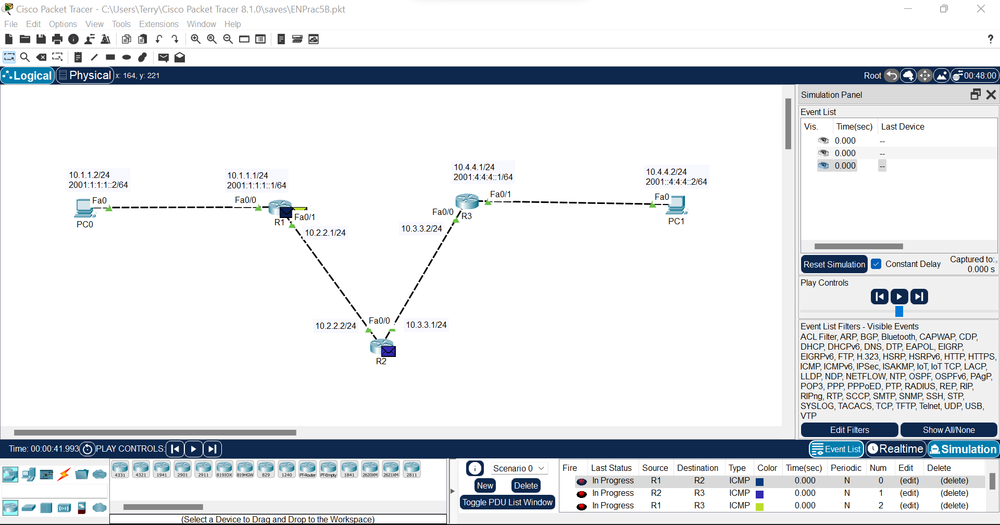 Cisco Packet Tracer - C:\Users\Terry\Cisco Packet Tracer 8.1.0\saves\ENPrac5B.pkt
File Edit Options View Tools Extensions Window Help
?
Logical Physical x: 164, y: 221 Root 00:48:00
Simulation Panel
Event List
Vis. Time(sec) Last Device
0.000 --
0.000 --
0.000 --
10.1.1.2/24
2001:1:1:1::2/64
Fa0
PC0
10.1.1.1/24
2001:1:1:1::1/64
Fa0/0
R1
Fa0/1
10.2.2.1/24
10.4.4.1/24
2001:4:4:4::1/64
Fa0/1
Fa0/0
R3
10.3.3.2/24
10.4.4.2/24
2001::4:4:4::2/64
Fa0
PC1
10.2.2.2/24
Fa0/0
10.3.3.1/24
R2
Reset Simulation Constant Delay Captured to:
0.000 s
Play Controls
Event List Filters - Visible Events
ACL Filter, ARP, BGP, Bluetooth, CAPWAP, CDP,
DHCP, DHCPv6, DNS, DTP, EAPOL, EIGRP,
EIGRPv6, FTP, H.323, HSRP, HSRPv6, HTTP, HTTPS,
ICMP, ICMPv6, IPSec, ISAKMP, IoT, IoT TCP, LACP,
LLDP, NDP, NETFLOW, NTP, OSPF, OSPFv6, PAgP,
POP3, PPP, PPPoED, PTP, RADIUS, REP, RIP,
RIPng, RTP, SCCP, SMTP, SNMP, SSH, STP,
SYSLOG, TACACS, TCP, TFTP, Telnet, UDP, USB,
VTP
Edit Filters Show All/None
Time: 00:00:41.993 PLAY CONTROLS:
Event List Realtime Simulation
4331 4321 1941 2901 2911 819IOX 819HGW 829 1240 PT-Router PT-Empty 1841 2620XM 2621XM 2811
(Select a Device to Drag and Drop to the Workspace)
Scenario 0
New Delete
Toggle PDU List Window
Fire Last Status Source Destination Type Color Time(sec) Periodic Num Edit Delete
In Progress R1 R2 ICMP 0.000 N 0 (edit) (delete)
In Progress R2 R3 ICMP 0.000 N 1 (edit) (delete)
In Progress R1 R3 ICMP 0.000 N 2 (edit) (delete)